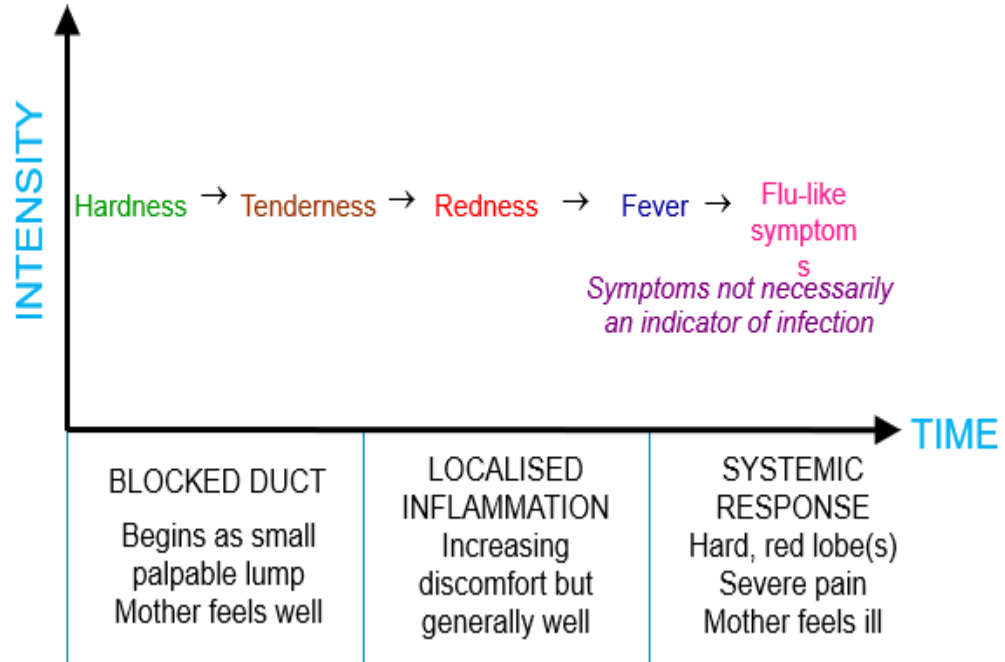 INTENSITY
Hardness → Tenderness → Redness → Fever → Flu-like
symptom
s
Symptoms not necessarily
an indicator of infection
TIME
BLOCKED DUCT
Begins as small
palpable lump
Mother feels well
LOCALISED
INFLAMMATION
Increasing
discomfort but
generally well
SYSTEMIC
RESPONSE
Hard, red lobe(s)
Severe pain
Mother feels ill